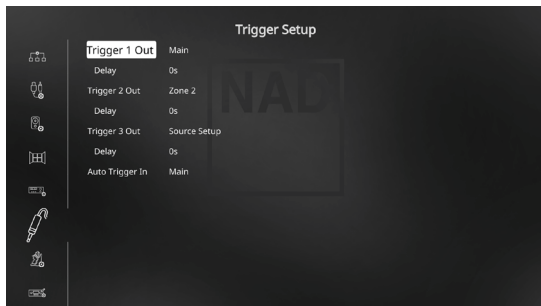 Trigger Setup
Trigger 1 Out Main
Delay 0s
Trigger 2 Out Zone 2
Delay 0s
Trigger 3 Out Source Setup
Delay 0s
Auto Trigger In Main
NAD